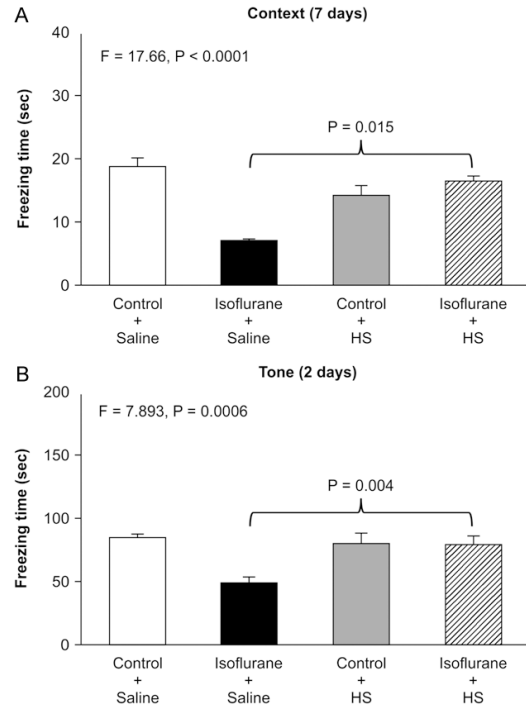 A
Context (7 days)
40
30
20
10
0
Freezing time (sec)
F = 17.66, P < 0.0001
P = 0.015
Control Isoflurane Control Isoflurane
+ + + +
Saline Saline HS HS
B
Tone (2 days)
200
150
100
50
0
Freezing time (sec)
F = 7.893, P = 0.0006
P = 0.004
Control Isoflurane Control Isoflurane
+ + + +
Saline Saline HS HS